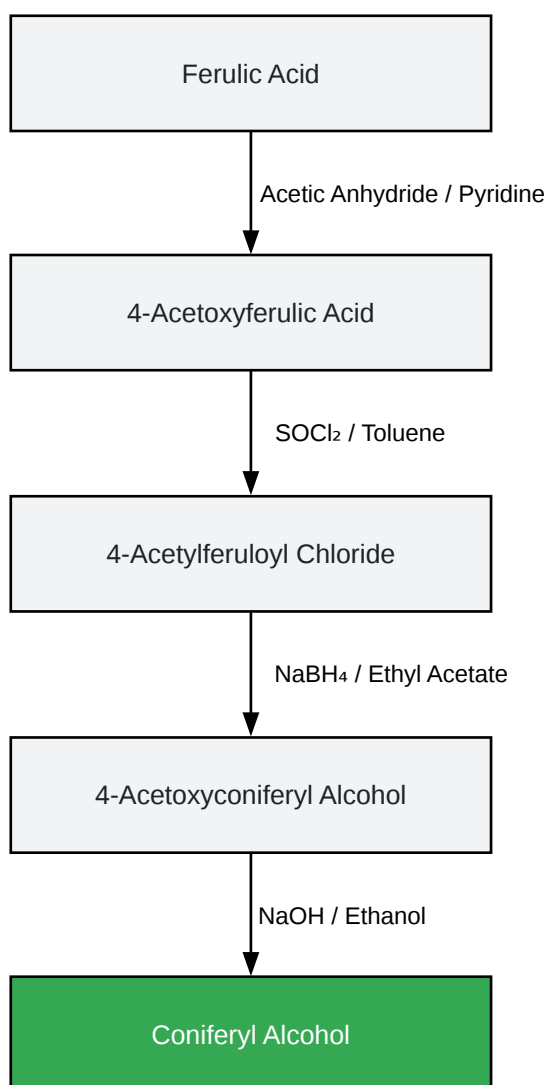 Ferulic Acid
Acetic Anhydride / Pyridine
4-Acetoxyferulic Acid
SOCl₂ / Toluene
4-Acetylferuloyl Chloride
NaBH₄ / Ethyl Acetate
4-Acetoxyconiferyl Alcohol
NaOH / Ethanol
Coniferyl Alcohol